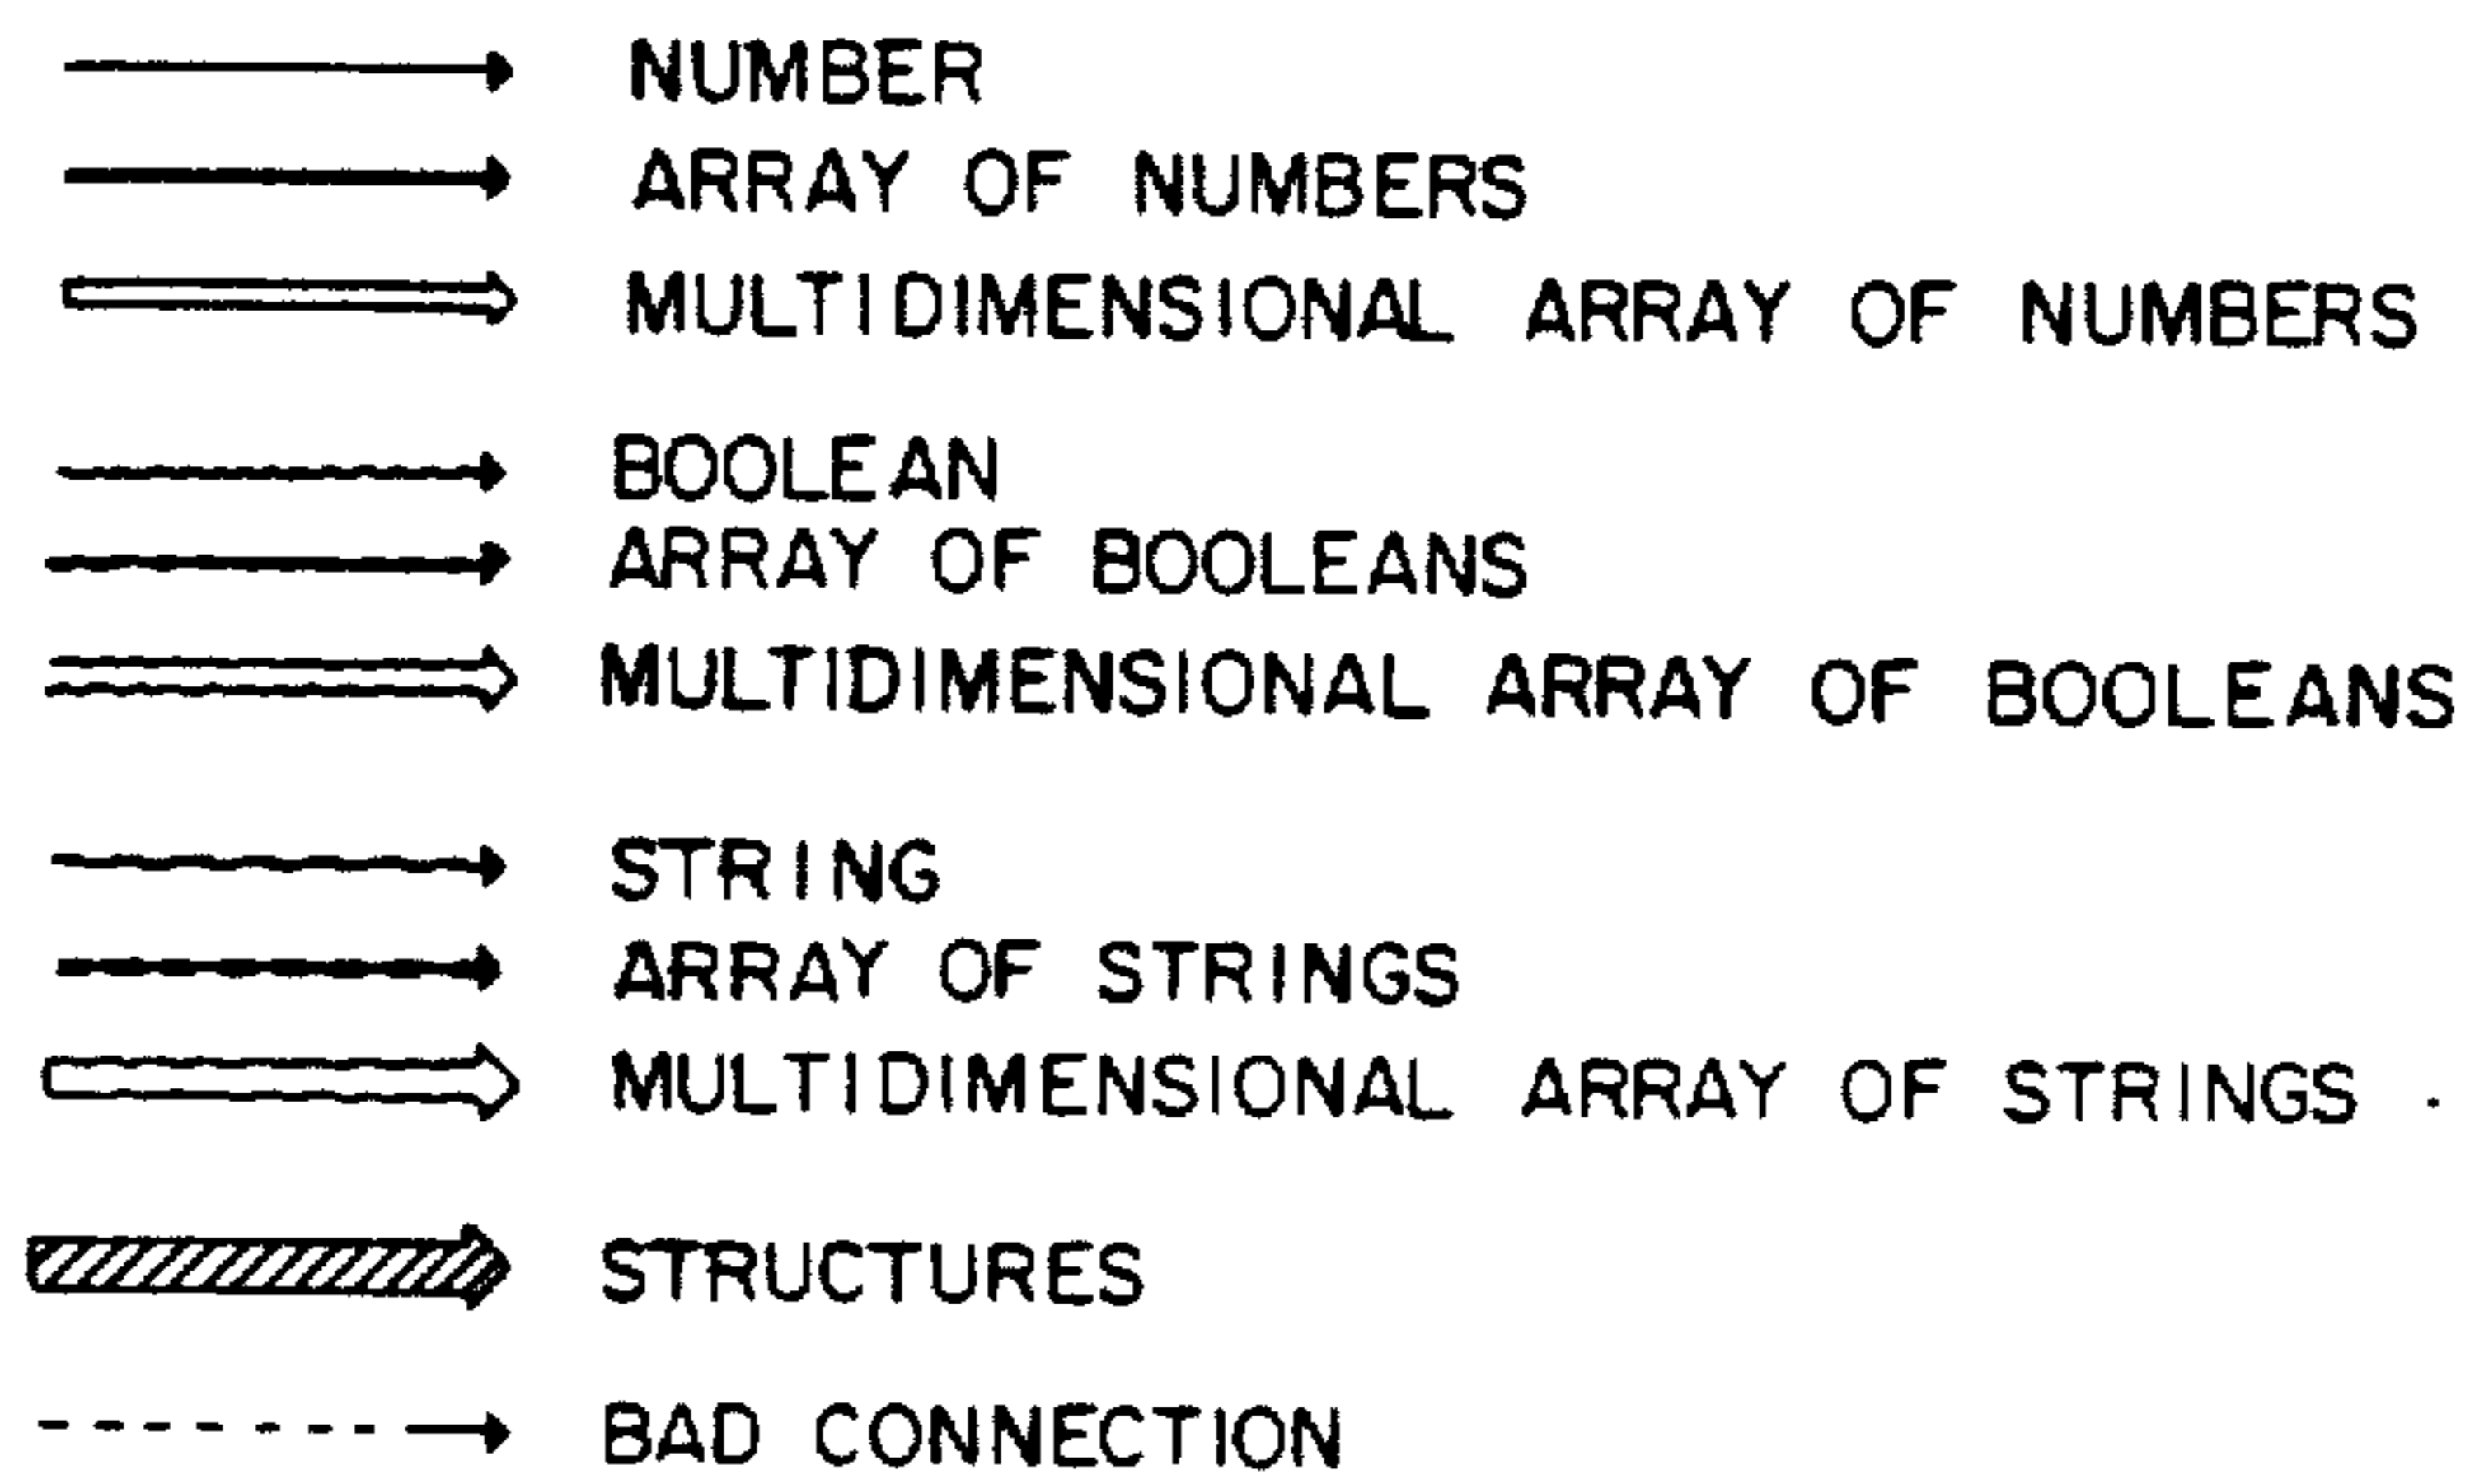 NUMBER
ARRAY OF NUMBERS
MULTIDIMENSIONAL ARRAY OF NUMBERS
BOOLEAN
ARRAY OF BOOLEANS
MULTIDIMENSIONAL ARRAY OF BOOLEANS
STRING
ARRAY OF STRINGS
MULTIDIMENSIONAL ARRAY OF STRINGS .
STRUCTURES
BAD CONNECTION